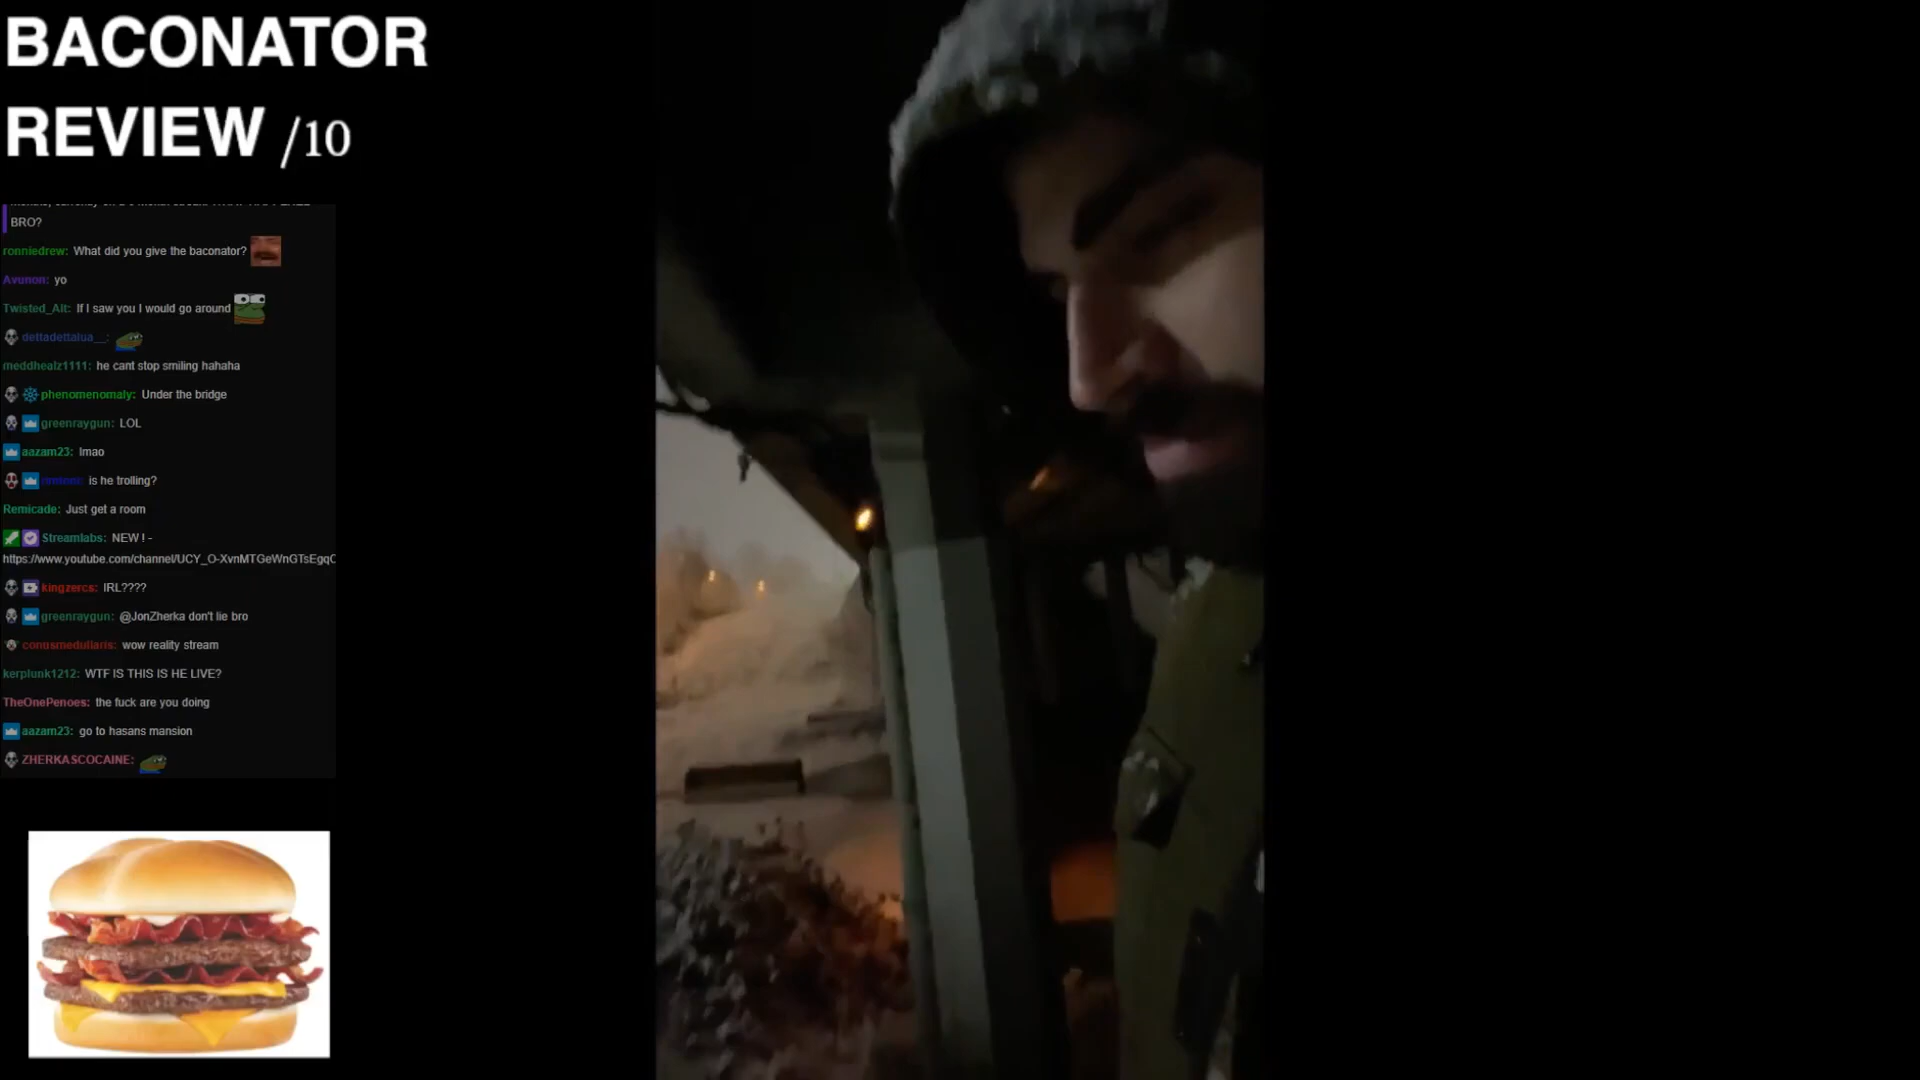 BACONATOR
REVIEW /10
BRO?
ronniedrew: What did you give the baconator?
Avunon: yo
Twisted_Alt: If I saw you I would go around
dettadettalua__:
meddhealz1111: he cant stop smiling hahaha
phenomenomaly: Under the bridge
greenraygun: LOL
aazam23: lmao
is he trolling?
Remicade: Just get a room
Streamlabs: NEW ! -
https://www.youtube.com/channel/UCY_O-XvnMTGeWnGTsEgqC
kingzercs: IRL????
greenraygun: @JonZherka don't lie bro
conusmedullaris: wow reality stream
kerplunk1212: WTF IS THIS IS HE LIVE?
TheOnePenoes: the fuck are you doing
aazam23: go to hasans mansion
ZHERKASCOCAINE: